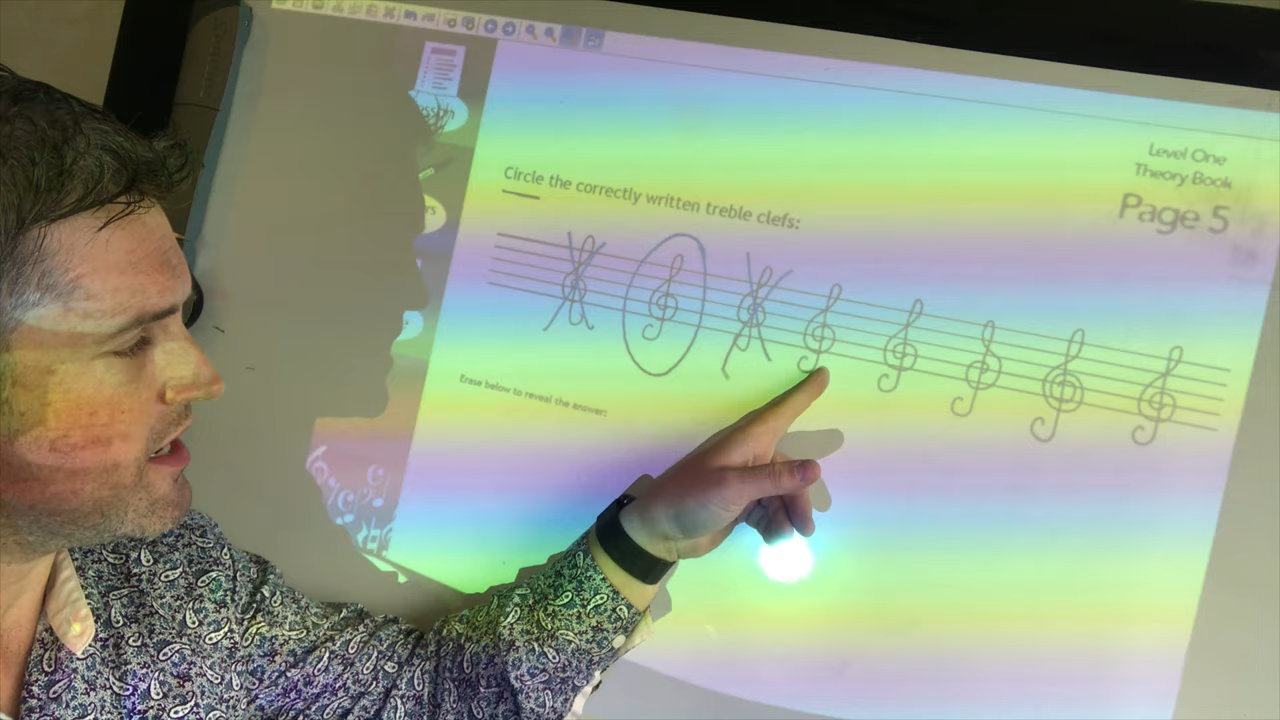 Level One
Theory Book
Page 5
Circle the correctly written treble clefs:
Erase below to reveal the answer: